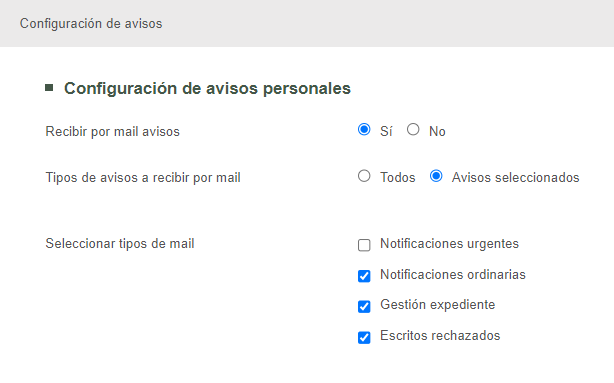 Configuración de avisos
Configuración de avisos personales
Recibir por mail avisos Sí No
Tipos de avisos a recibir por mail Todos Avisos seleccionados
Seleccionar tipos de mail Notificaciones urgentes
Notificaciones ordinarias
Gestión expediente
Escritos rechazados